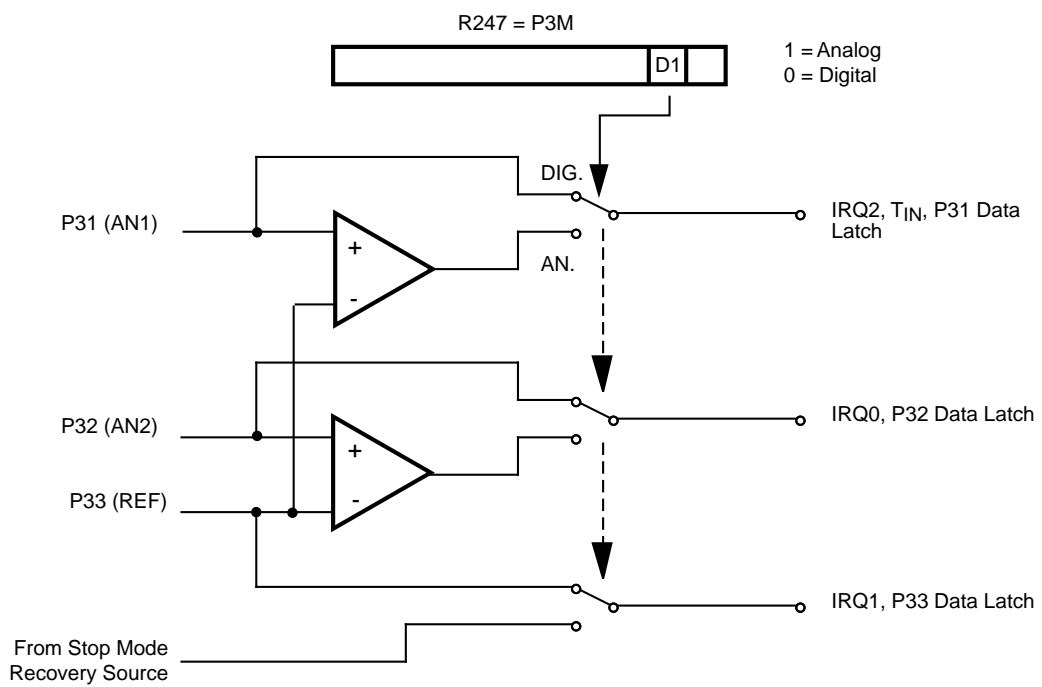 R247 = P3M
D1
1 = Analog
0 = Digital
DIG.
P31 (AN1)
+
-
AN.
IRQ2, TIN, P31 Data
Latch
P32 (AN2)
+
-
IRQ0, P32 Data Latch
P33 (REF)
IRQ1, P33 Data Latch
From Stop Mode
Recovery Source